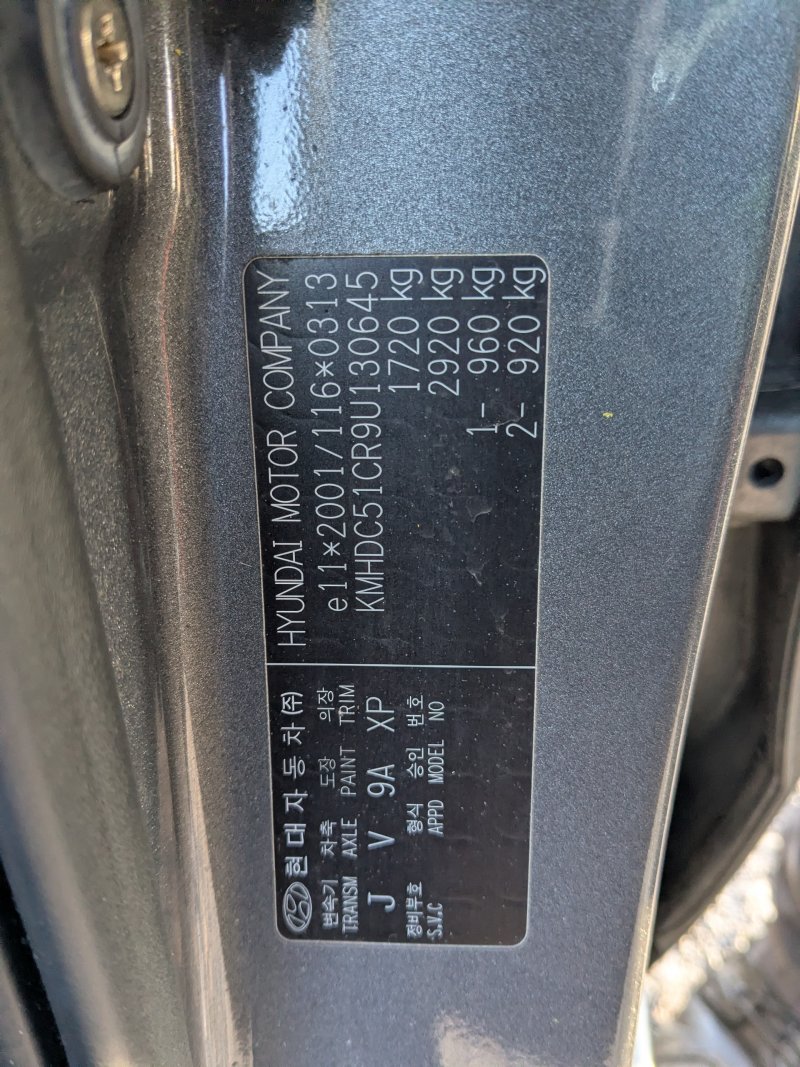 현대자동차(주)
변속기 차축 도장 의장
TRANSM AXLE PAINT TRIM
J V 9A XP
정비부호 형식 승인 번호
S.V.C APPD MODEL NO
HYUNDAI MOTOR COMPANY
e11*2001/116*0313
KMHDC51CR9U130645
1720 kg
2920 kg
1- 960 kg
2- 920 kg